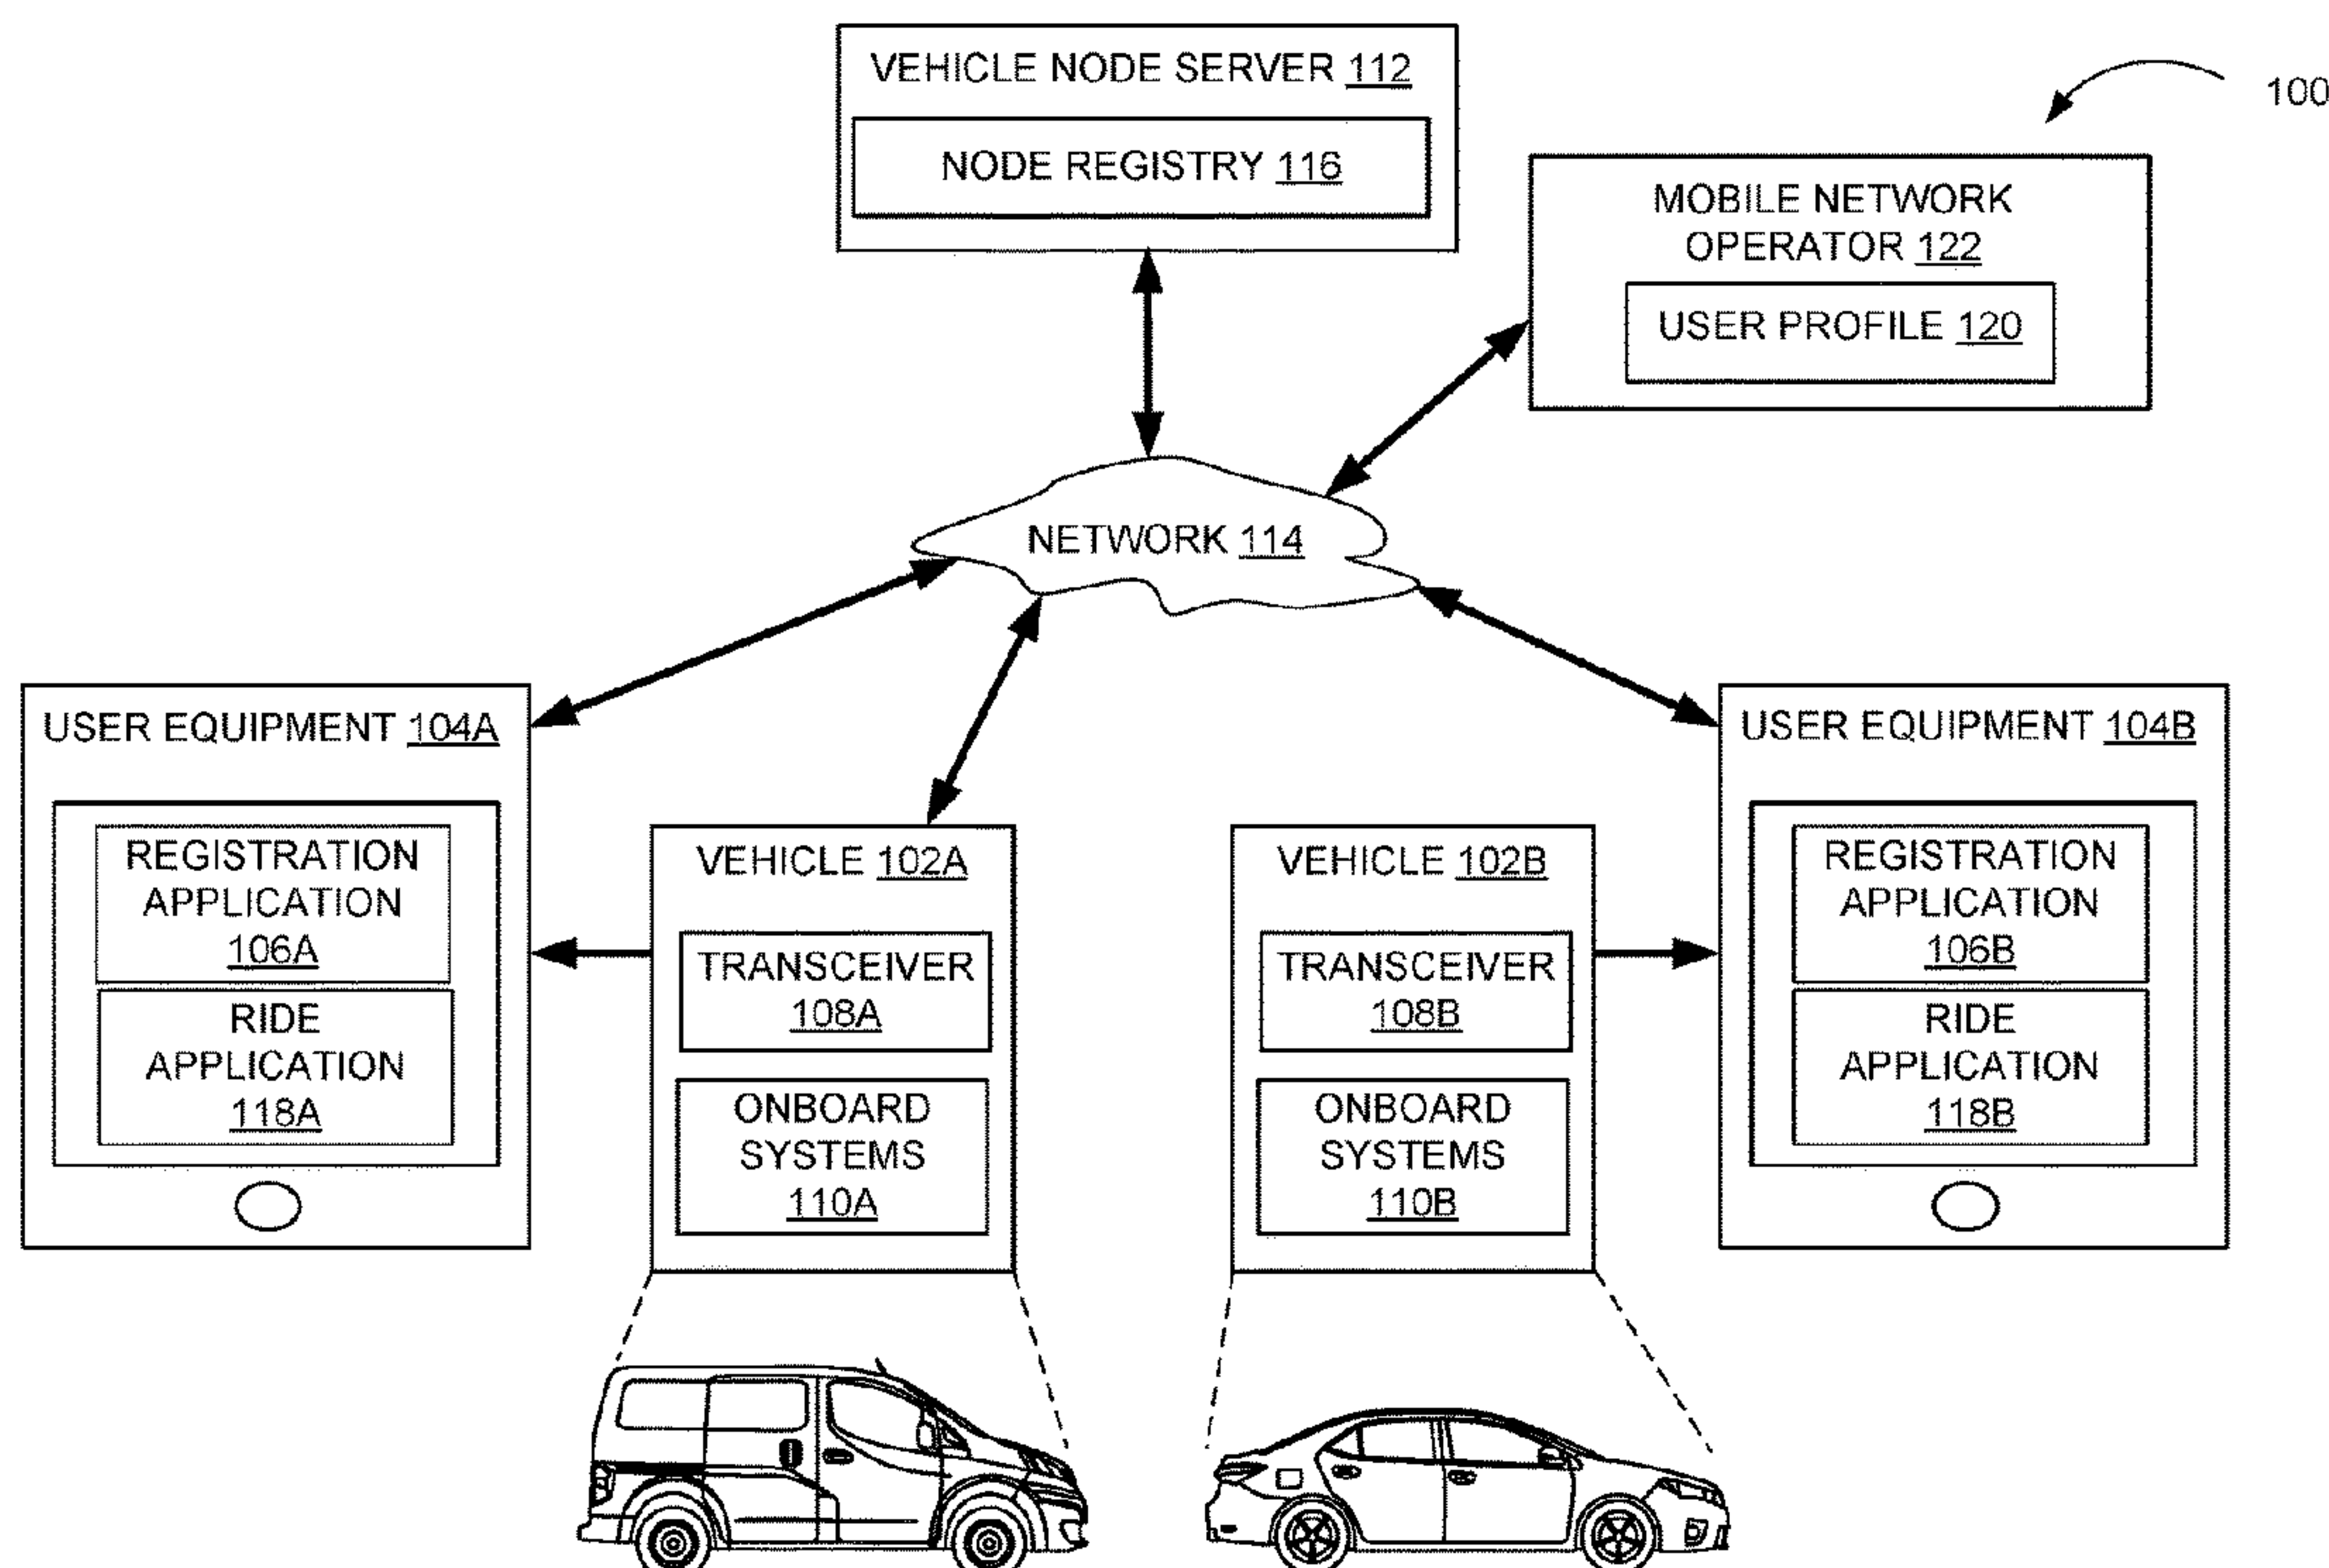 VEHICLE NODE SERVER 112
NODE REGISTRY 116
100
MOBILE NETWORK
OPERATOR 122
USER PROFILE 120
NETWORK 114
USER EQUIPMENT 104A
REGISTRATION
APPLICATION
106A
RIDE
APPLICATION
118A
VEHICLE 102A
TRANSCEIVER
108A
ONBOARD
SYSTEMS
110A
VEHICLE 102B
TRANSCEIVER
108B
ONBOARD
SYSTEMS
110B
USER EQUIPMENT 104B
REGISTRATION
APPLICATION
106B
RIDE
APPLICATION
118B